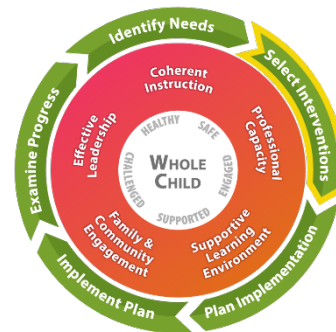 Identify Needs
Select Interventions
Plan Implementation
Implement Plan
Examine Progress
Coherent
Instruction
Professional
Capacity
Supportive
Learning
Environment
Family &
Community
Engagement
Effective
Leadership
HEALTHY
SAFE
ENGAGED
SUPPORTED
CHALLENGED
WHOLE
CHILD